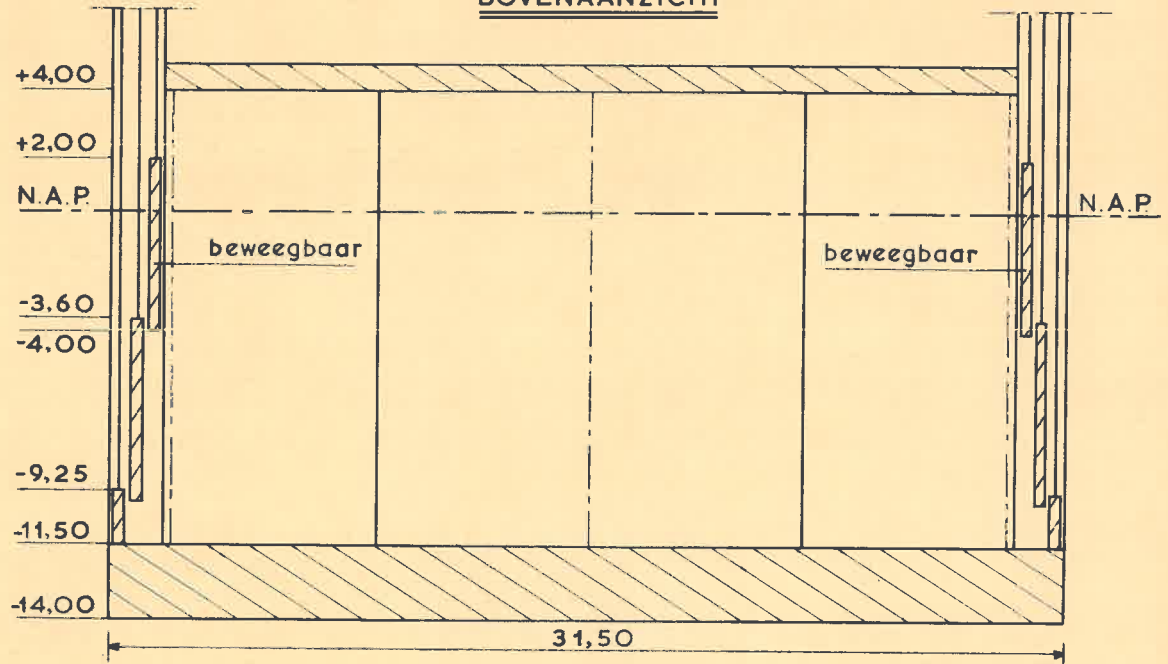 BOVENAANZICHT
+4,00
+2,00
N.A.P.
N.A.P
beweegbaar
beweegbaar
-3,60
-4,00
-9,25
-11,50
-14,00
31,50